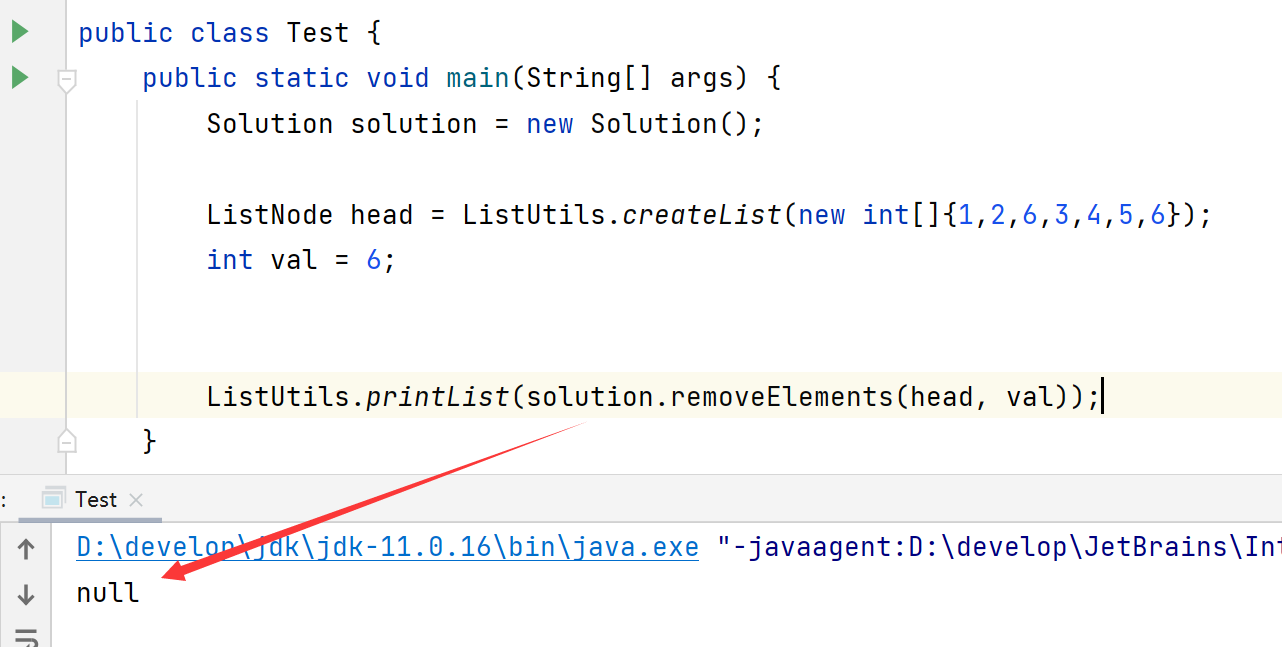 public class Test {
public static void main(String[] args) {
Solution solution = new Solution();
ListNode head = ListUtils.createList(new int[]{1,2,6,3,4,5,6});
int val = 6;
ListUtils.printList(solution.removeElements(head, val));
}
: Test
D:\develop\jdk\jdk-11.0.16\bin\java.exe "-javaagent:D:\develop\JetBrains\Int
null